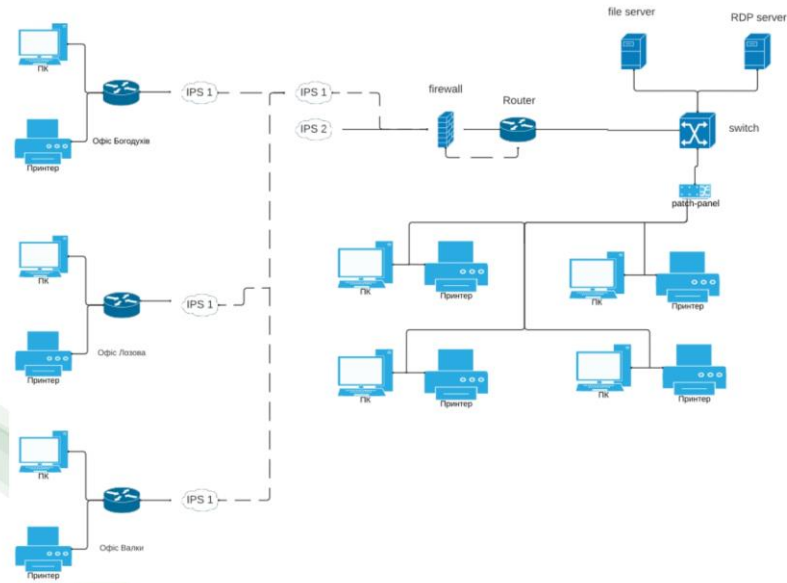 file server
RDP server
ПК
IPS 1
IPS 1
firewall
Router
IPS 2
switch
Офіс Богодухів
Принтер
patch-panel
ПК
ПК
Принтер
ПК
Принтер
IPS 1
Офіс Лозова
Принтер
ПК
Принтер
ПК
Принтер
ПК
IPS 1
Офіс Валки
Принтер